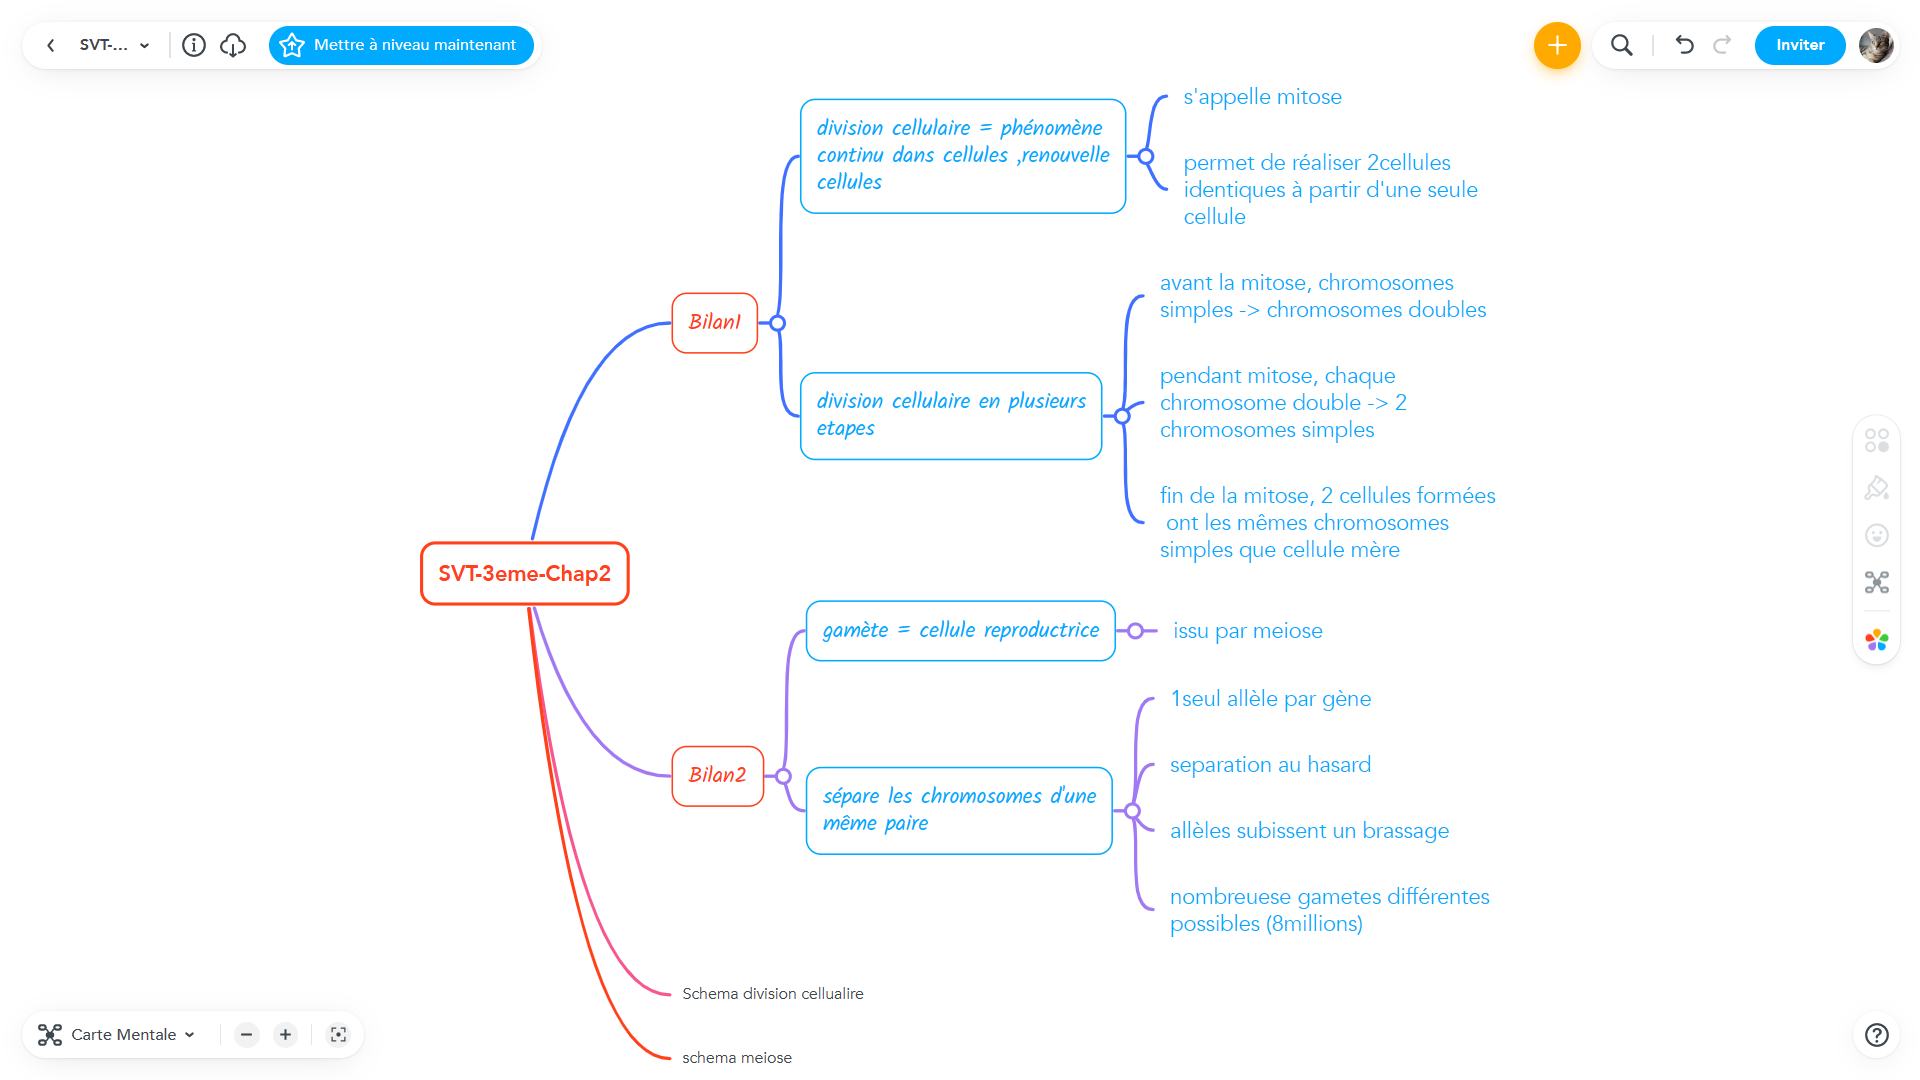 SVT-...
Mettre à niveau maintenant
Inviter
s'appelle mitose
division cellulaire = phénomène
continu dans cellules ,renouvelle
cellules
permet de réaliser 2cellules
identiques à partir d'une seule
cellule
Bilan1
avant la mitose, chromosomes
simples -> chromosomes doubles
division cellulaire en plusieurs
etapes
pendant mitose, chaque
chromosome double -> 2
chromosomes simples
fin de la mitose, 2 cellules formées
ont les mêmes chromosomes
simples que cellule mère
SVT-3eme-Chap2
gamète = cellule reproductrice
issu par meiose
Bilan2
sépare les chromosomes d'une
même paire
1seul allèle par gène
separation au hasard
allèles subissent un brassage
nombreuese gametes différentes
possibles (8millions)
Schema division cellualire
schema meiose
Carte Mentale